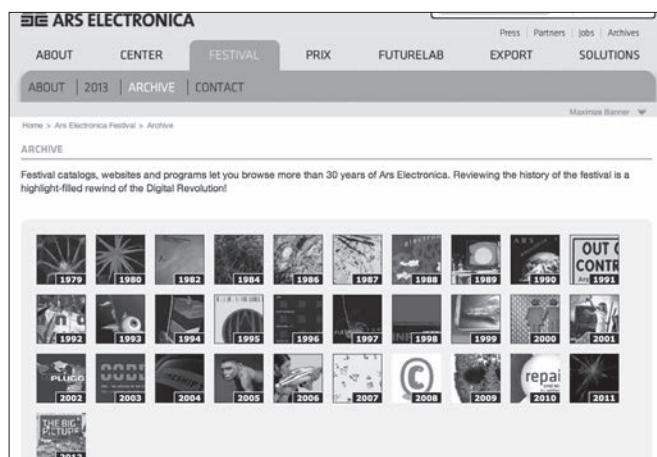 ARS ELECTRONICA
Press | Partners | Jobs | Archives
ABOUT CENTER FESTIVAL PRIX FUTURELAB EXPORT SOLUTIONS
ABOUT | 2013 | ARCHIVE | CONTACT
Maximize Banner
Home > Ars Electronica Festival > Archive
ARCHIVE
Festival catalogs, websites and programs let you browse more than 30 years of Ars Electronica. Reviewing the history of the festival is a
highlight-filled rewind of the Digital Revolution!
OUT
CONTR
1979 1980 1982 1984 1986 1987 1988 1989 1990 1991
1992 1993 1994 1995 1996 1997 1998 1999 2000 2001
PLUGG CODE repai
2002 2003 2004 2005 2006 2007 2008 2009 2010 2011
THE BIG
PICTURE
2012